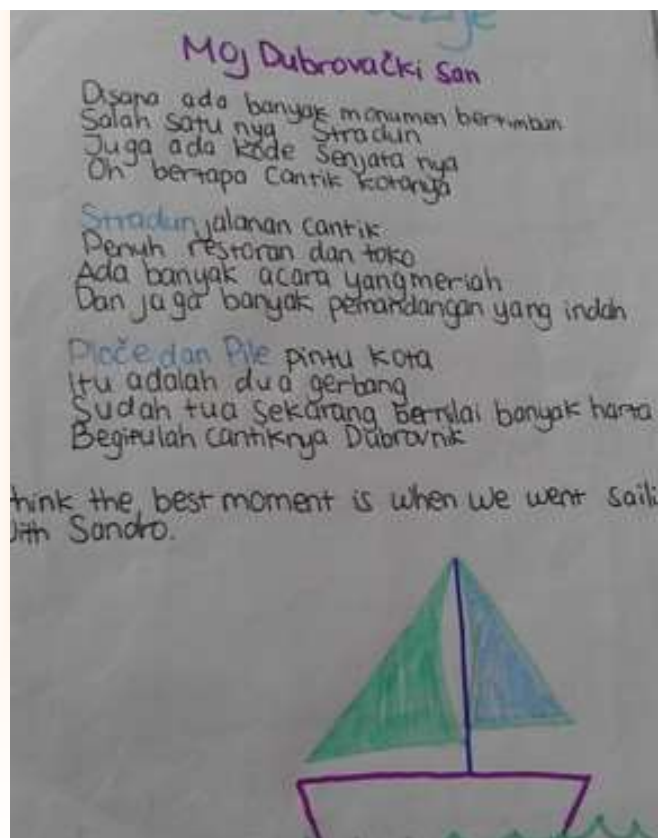 Moj Dubrovački San
Disana ada banyak monumen bertimbun
Salah satu nya Stradun
Juga ada kode Senjata nya
Oh bertapa cantik kotanya
Stradun jalanan cantik
Penuh restoran dan toko
Ada banyak acara yang meriah
Dan jaga banyak pemandangan yang indah
Ploče dan Pile pintu kota
Itu adalah dua gerbang
Sudah tua sekarang bernilai banyak harta
Begitulah cantiknya Dubrovnik
hink the best moment is when we went saili
ith Sandro.